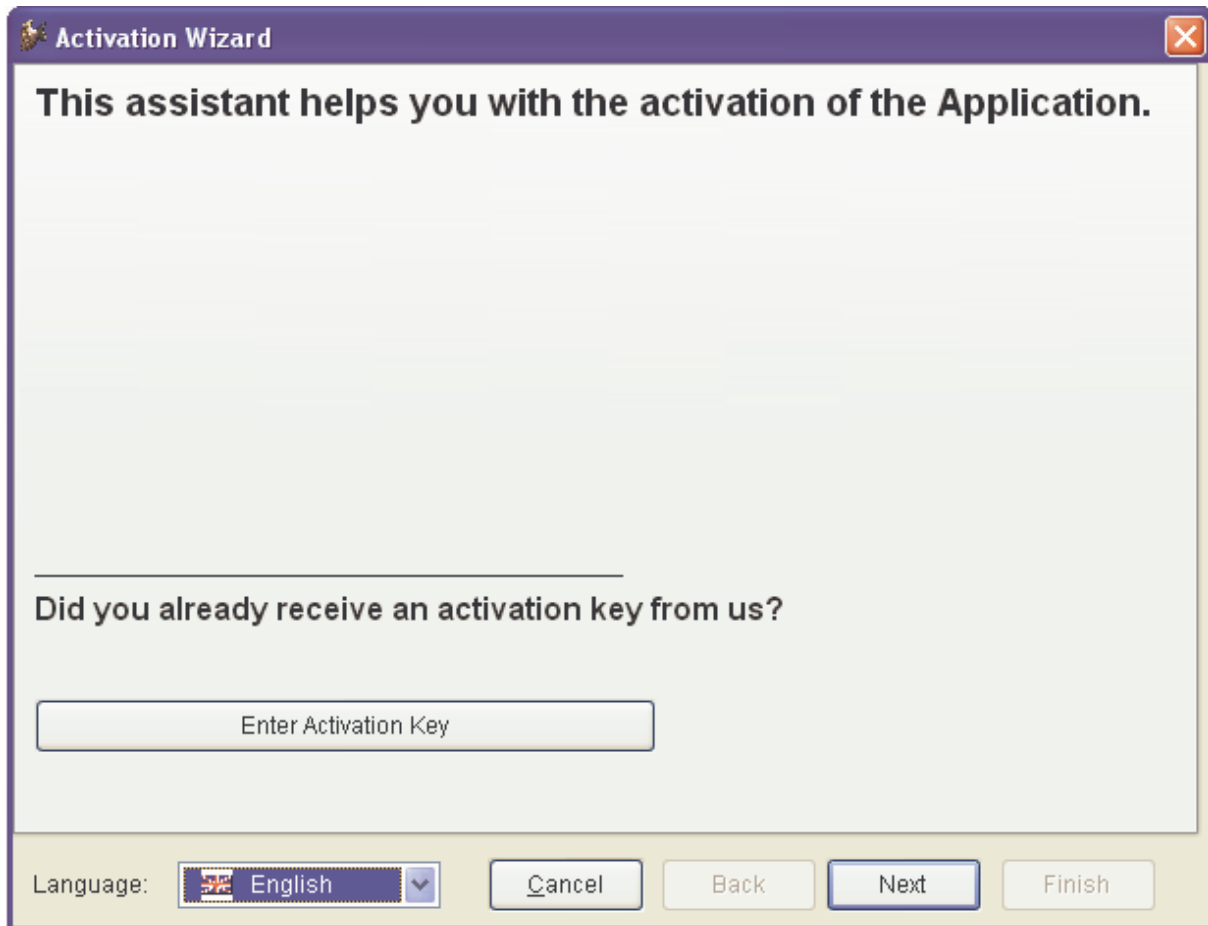 Activation Wizard
This assistant helps you with the activation of the Application.
Did you already receive an activation key from us?
Enter Activation Key
Language: English Cancel Back Next Finish